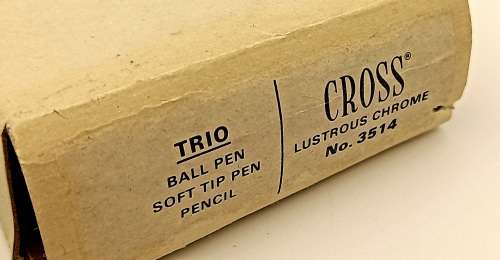 TRIO
BALL PEN
SOFT TIP PEN
PENCIL
CROSS®
LUSTROUS CHROME
No. 3514